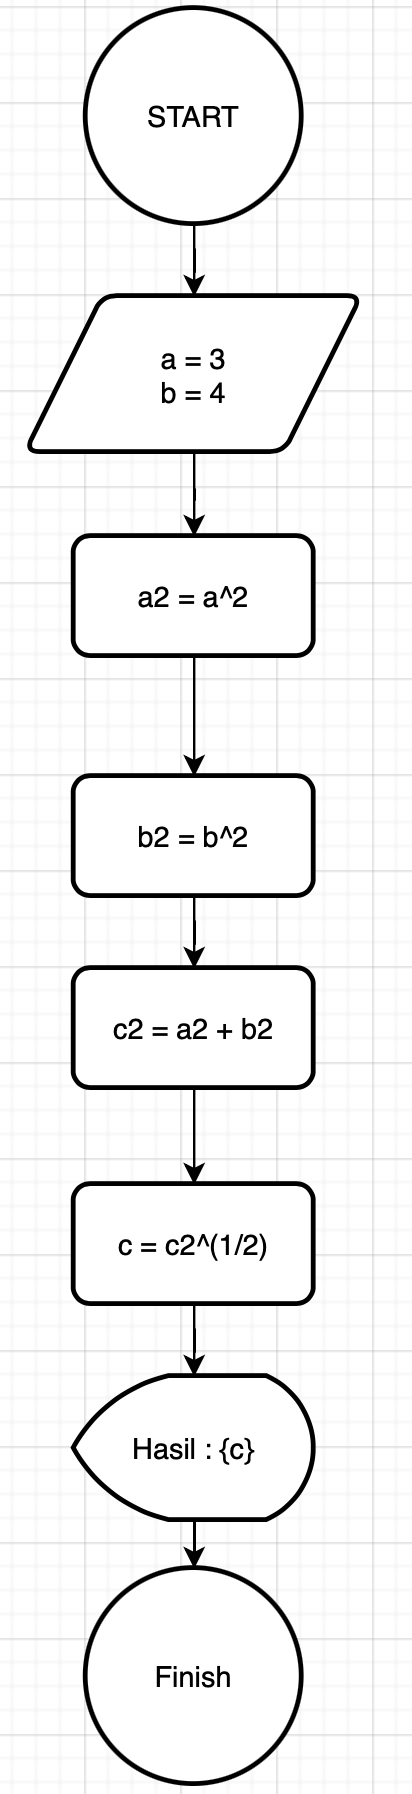 START
a = 3
b = 4
a2 = a^2
b2 = b^2
c2 = a2 + b2
c = c2^(1/2)
Hasil : {c}
Finish